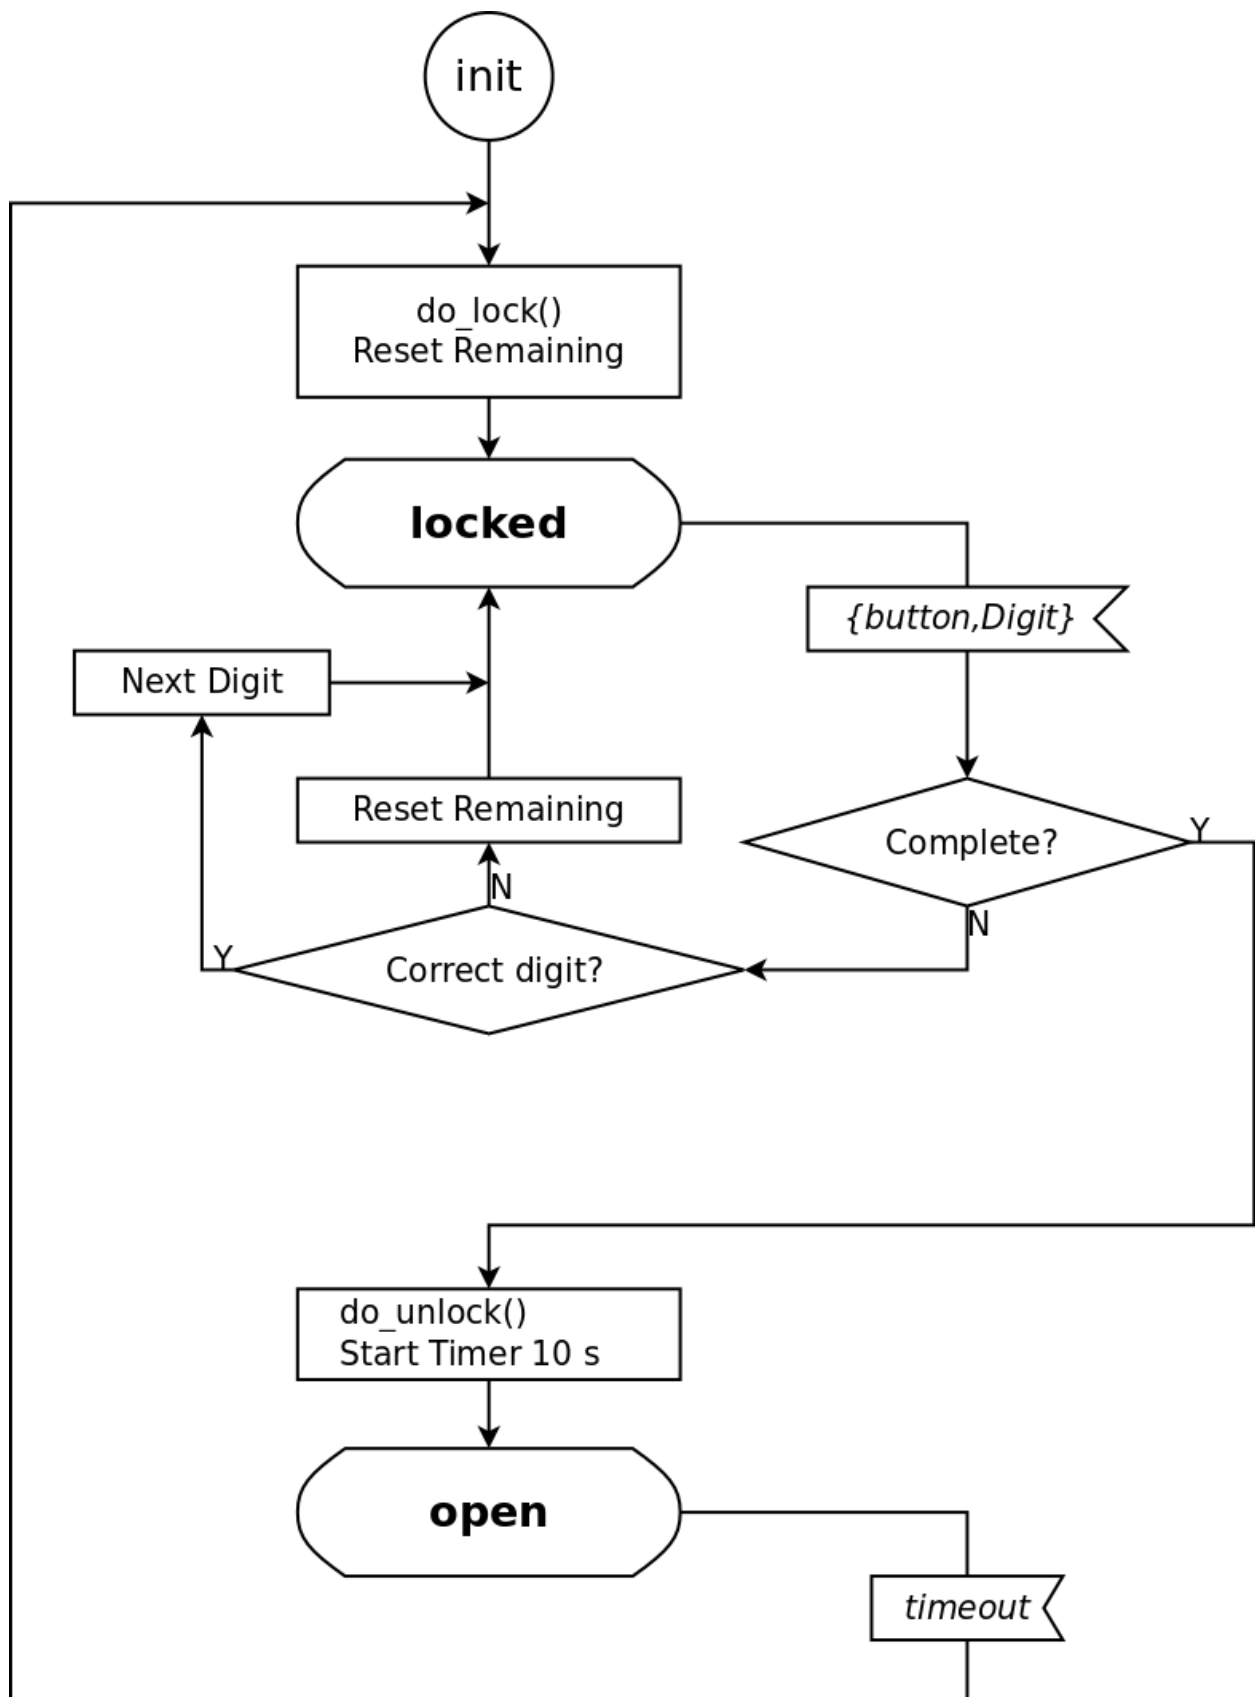 init
do_lock()
Reset Remaining
locked
{button,Digit}
Next Digit
Reset Remaining
Complete?
Y
N
N
Y
Correct digit?
do_unlock()
Start Timer 10 s
open
timeout